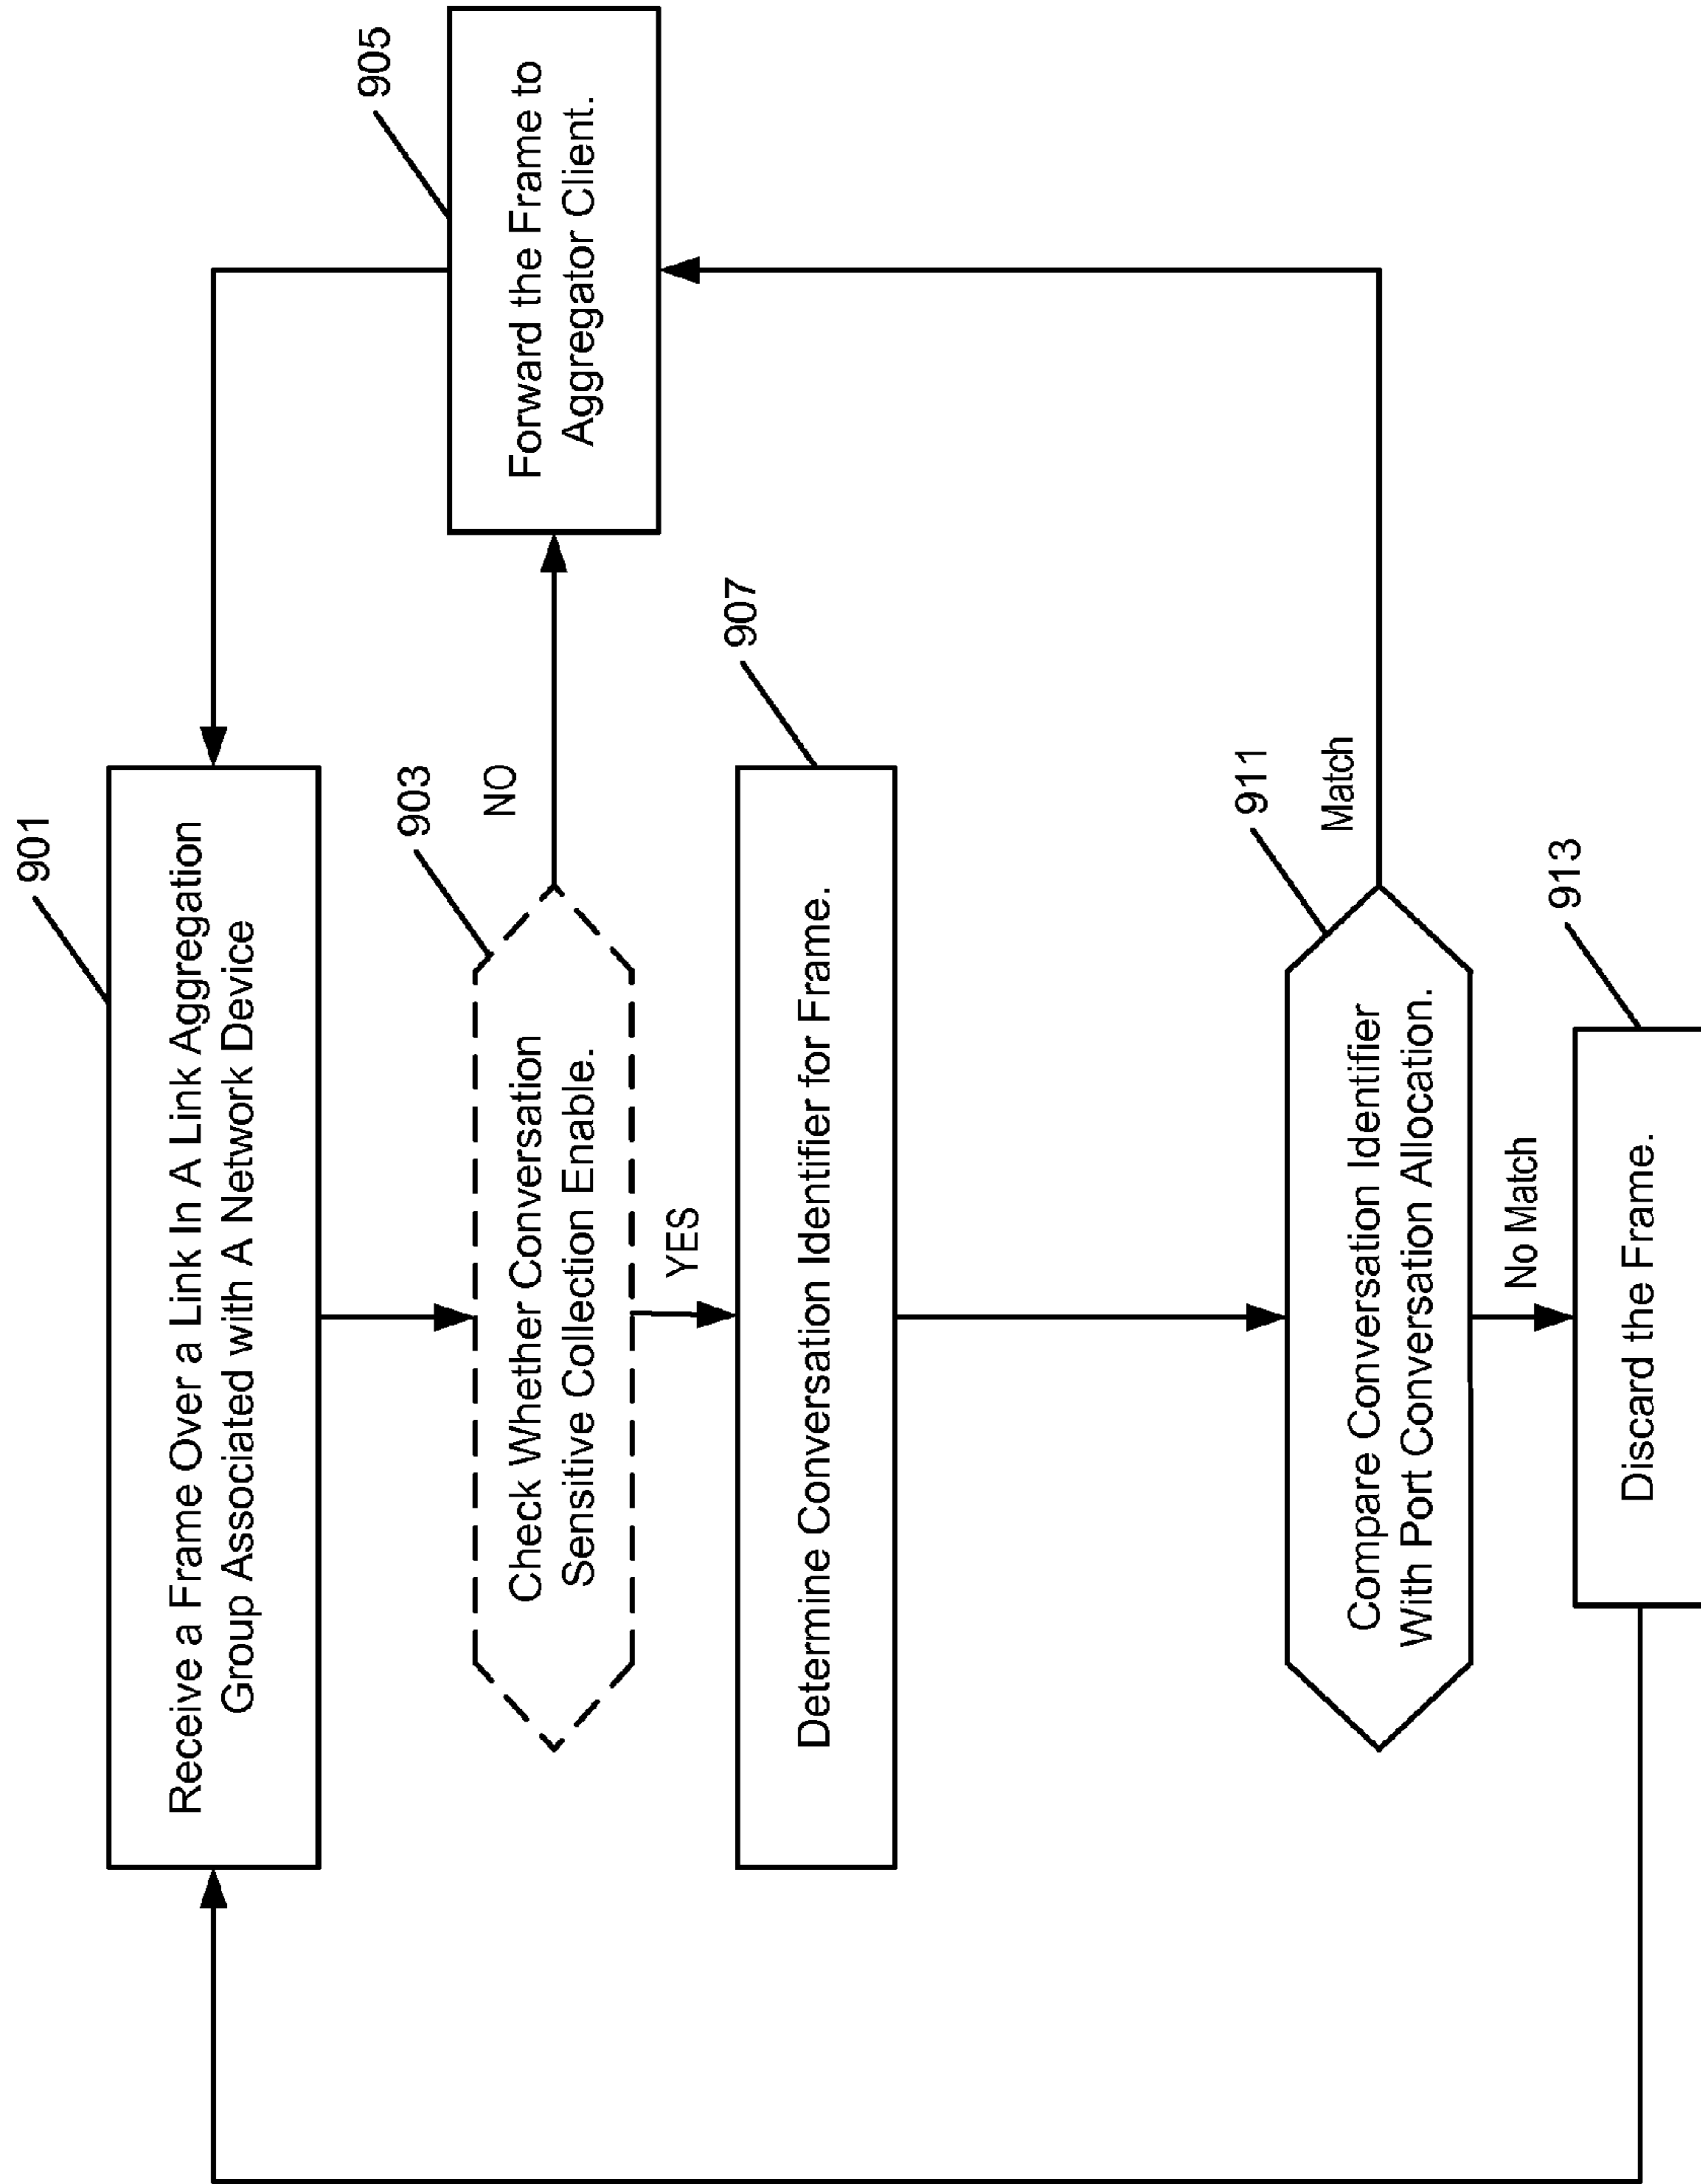 901
Receive a Frame Over a Link In A Link Aggregation
Group Associated with A Network Device
903
Check Whether Conversation
Sensitive Collection Enable.
NO
905
Forward the Frame to
Aggregator Client.
YES
907
Determine Conversation Identifier for Frame.
911
Compare Conversation Identifier
With Port Conversation Allocation.
Match
No Match
913
Discard the Frame.